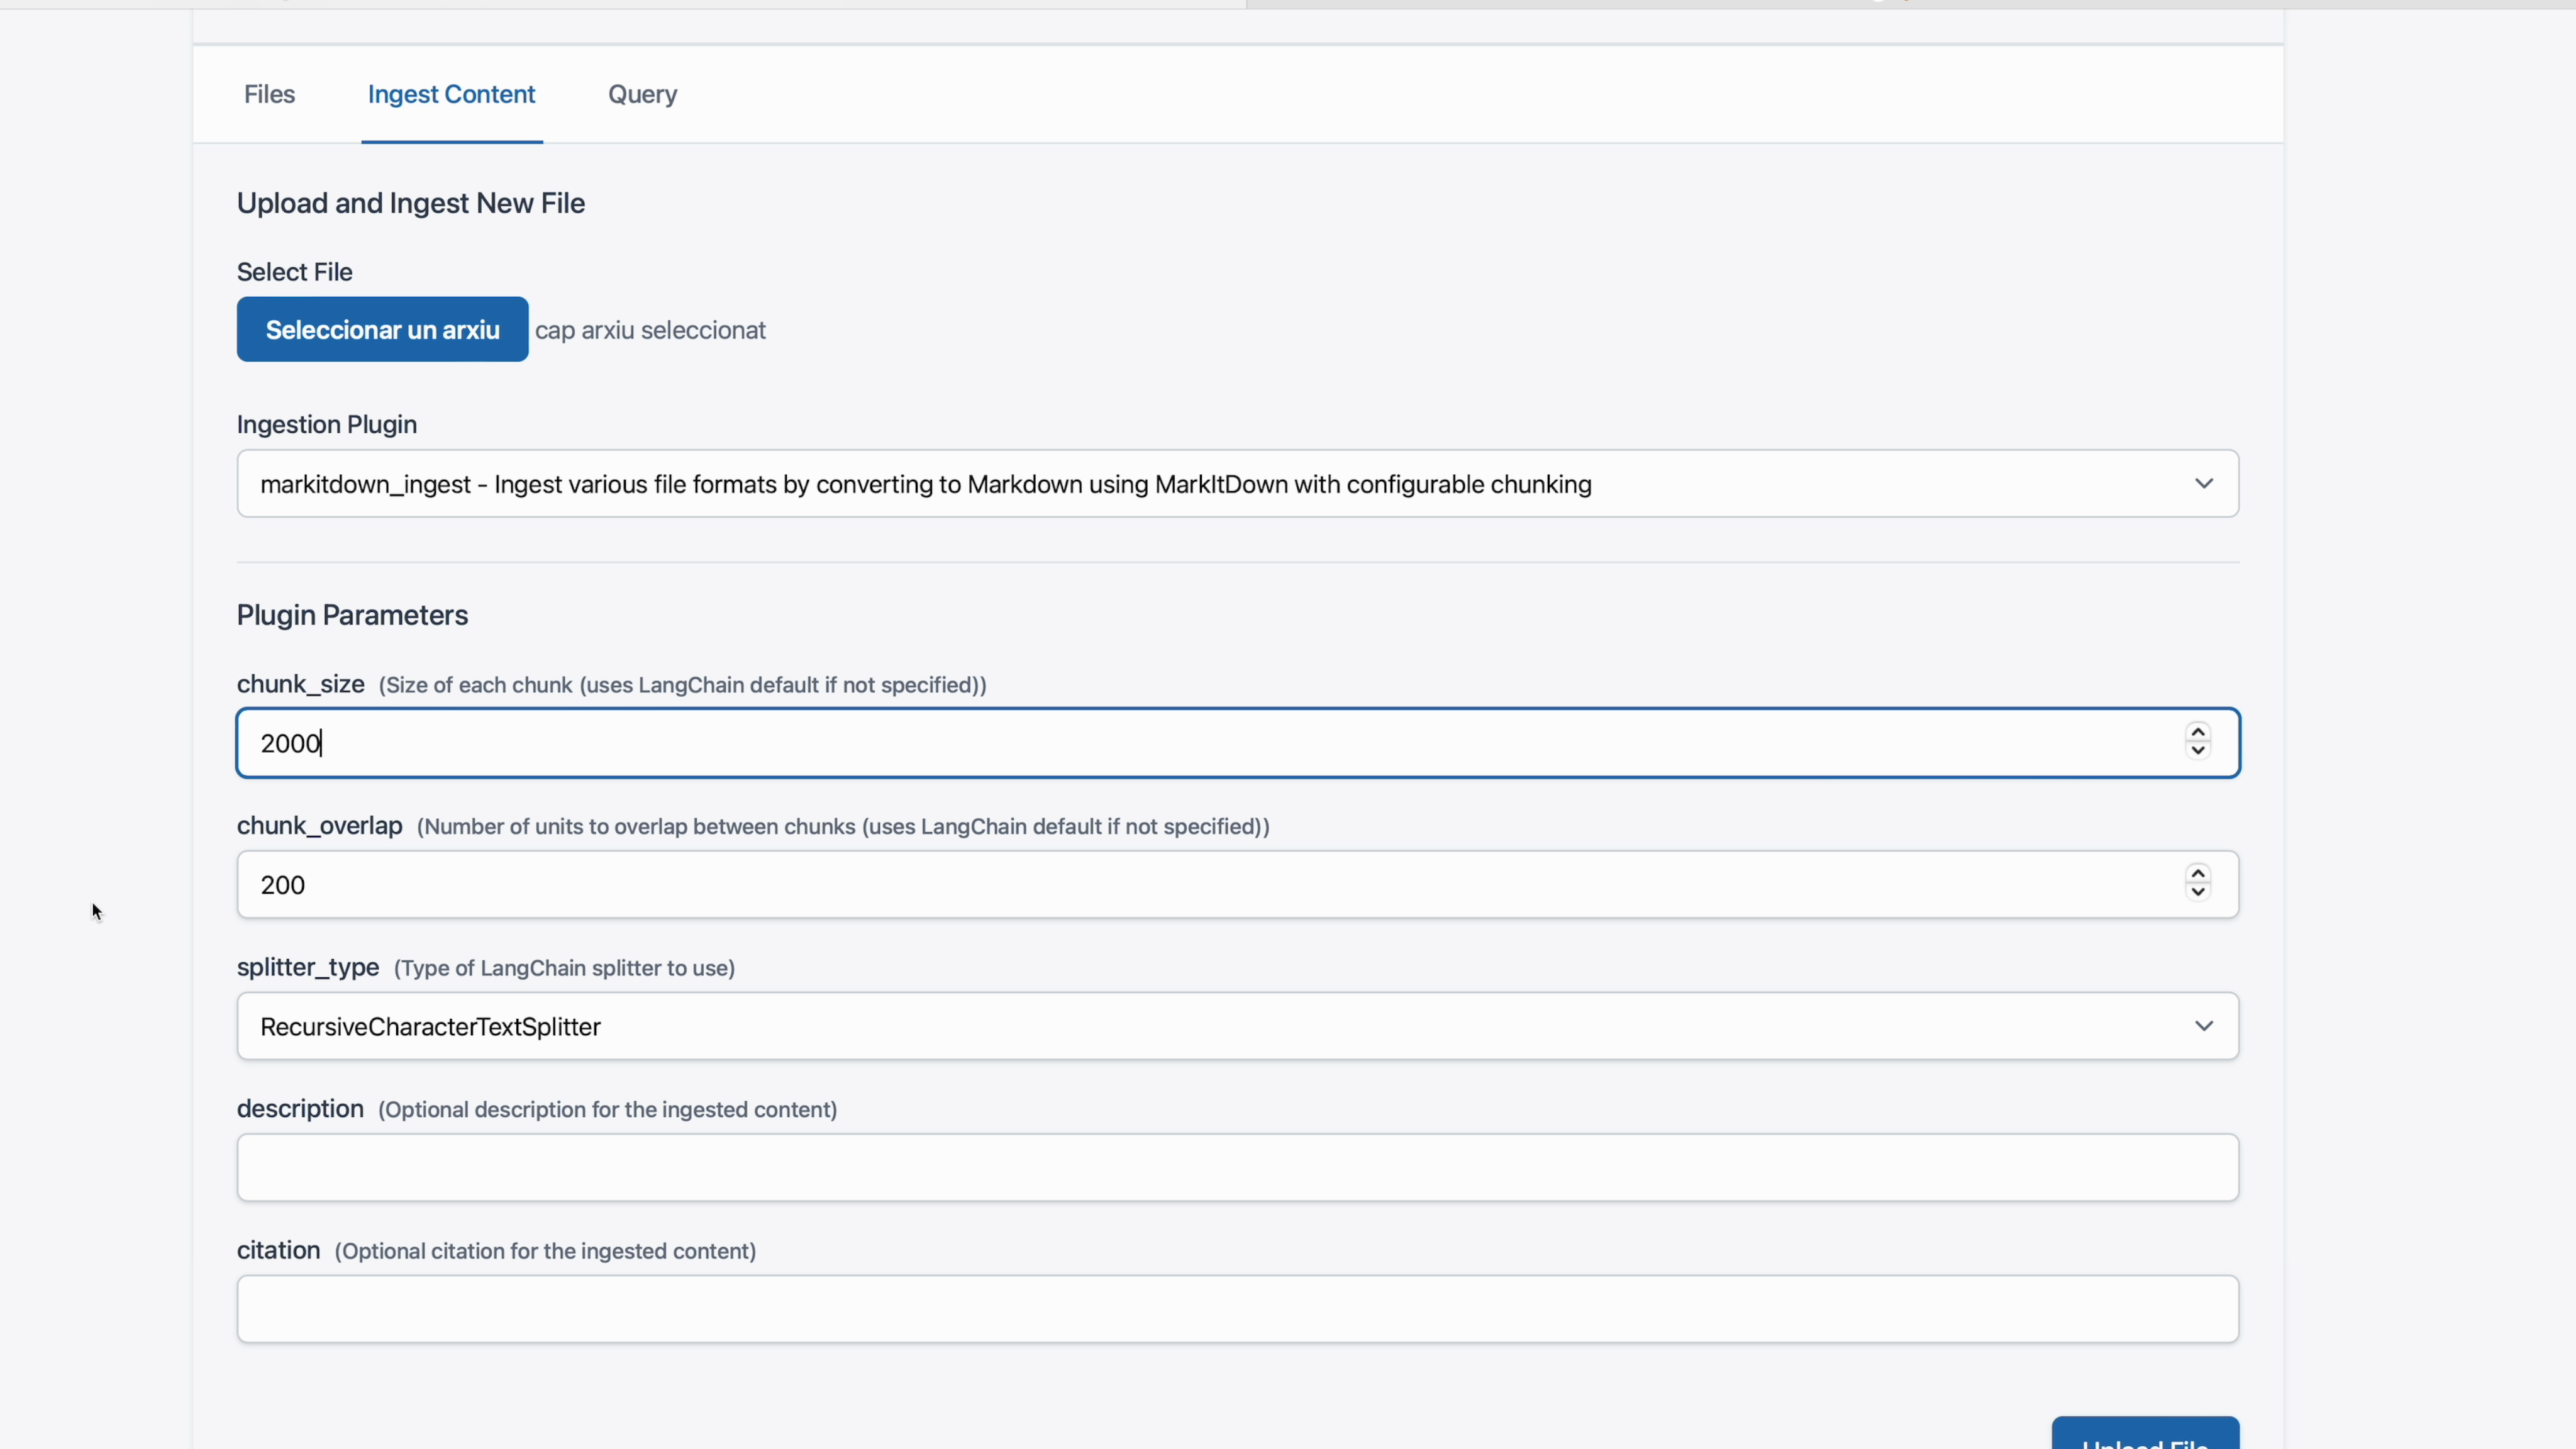 Files
Ingest Content
Query
Upload and Ingest New File
Select File
Seleccionar un arxiu cap arxiu seleccionat
Ingestion Plugin
markitdown_ingest - Ingest various file formats by converting to Markdown using MarkItDown with configurable chunking
Plugin Parameters
chunk_size (Size of each chunk (uses LangChain default if not specified))
2000
chunk_overlap (Number of units to overlap between chunks (uses LangChain default if not specified))
200
splitter_type (Type of LangChain splitter to use)
RecursiveCharacterTextSplitter
description (Optional description for the ingested content)
citation (Optional citation for the ingested content)
Upload File